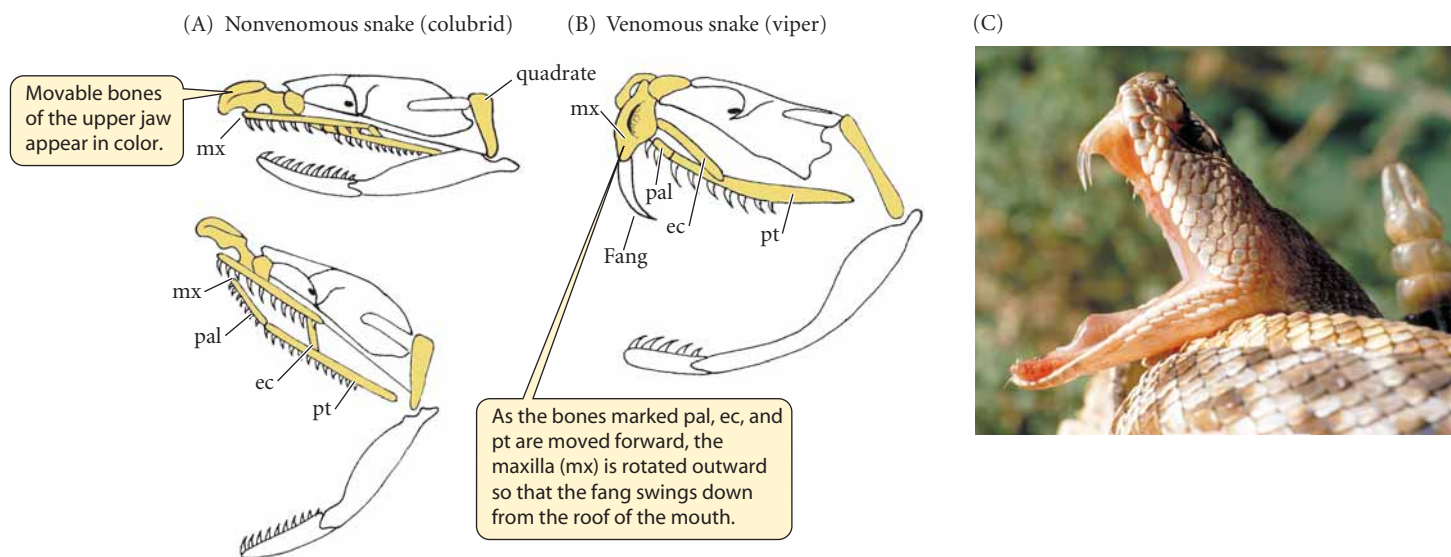 (A) Nonvenomous snake (colubrid)
Movable bones
of the upper jaw
appear in color.
quadrate
mx
mx
pal
ec
pt
(B) Venomous snake (viper)
mx
pal
ec
pt
Fang
As the bones marked pal, ec, and
pt are moved forward, the
maxilla (mx) is rotated outward
so that the fang swings down
from the roof of the mouth.
(C)